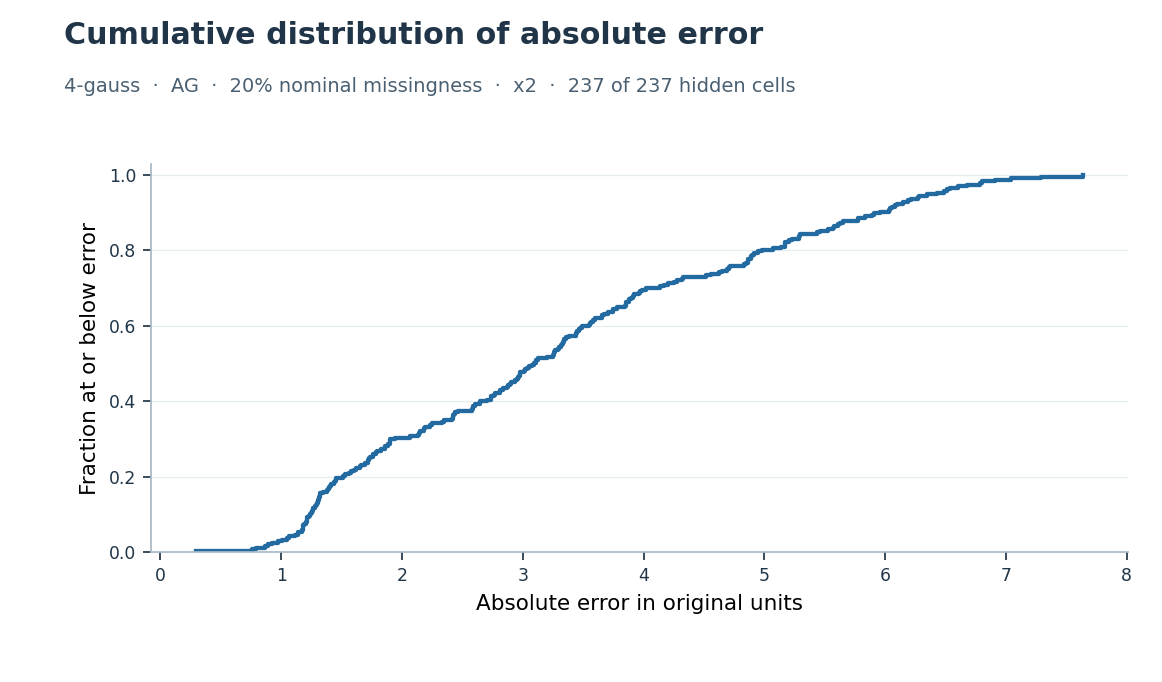 Cumulative distribution of absolute error
4-gauss · AG · 20% nominal missingness · x2 · 237 of 237 hidden cells
Fraction at or below error
1.0
0.8
0.6
0.4
0.2
0.0
0 1 2 3 4 5 6 7 8
Absolute error in original units